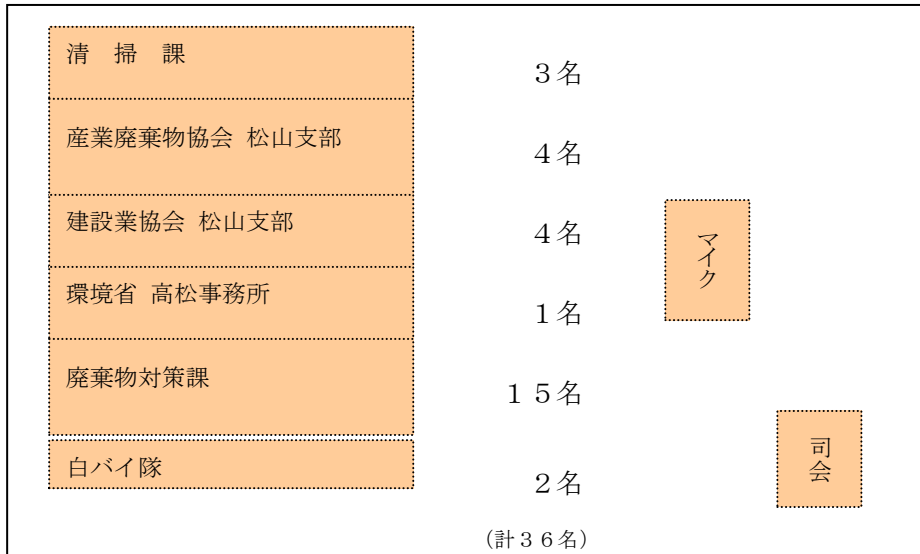 清　掃　課
３名
産業廃棄物協会 松山支部
４名
建設業協会 松山支部
４名
マイク
環境省 高松事務所
１名
廃棄物対策課
１５名
司会
白バイ隊
２名
（計３６名）